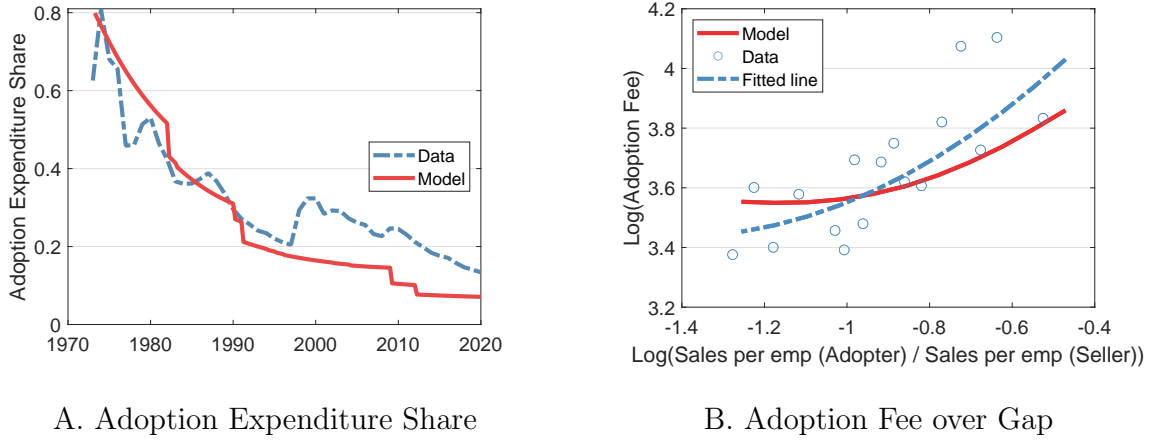 Adoption Expenditure Share
0.8
0.6
0.4
0.2
0
1970 1980 1990 2000 2010 2020
Data
Model
A. Adoption Expenditure Share
Log(Adoption Fee)
4.2
4
3.8
3.6
3.4
3.2
-1.4 -1.2 -1 -0.8 -0.6 -0.4
Model
Data
Fitted line
Log(Sales per emp (Adopter) / Sales per emp (Seller))
B. Adoption Fee over Gap